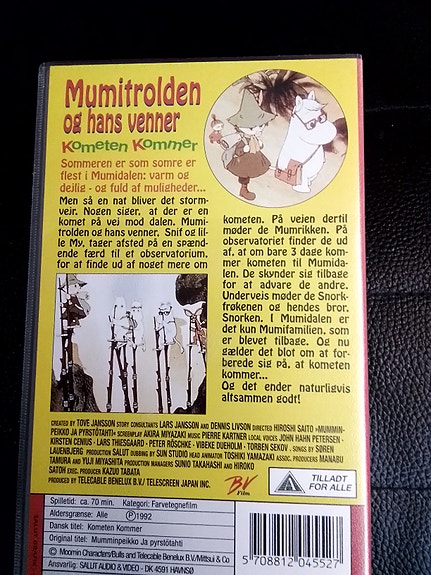 Mumitrolden
og hans venner
Kometen Kommer
Sommeren er som somre er
flest i Mumidalen: varm og
dejlig - og fuld af muligheder...
Men så en nat bliver det storm-
vejr. Nogen siger, at der er en
komet på vej mod dalen. Mumi-
trolden og hans venner, Snif og lil-
le My, tager afsted på en spænd-
ende færd til et observatorium,
for at finde ud af noget mere om
kometen. På vejen dertil
møder de Mumrikken. På
observatoriet finder de ud
af, at om bare 3 dage kom-
mer kometen til Mumida-
len. De skynder sig tilbage
for at advare de andre.
Undervejs møder de Snork-
frøkenen og hendes bror,
Snorken. I Mumidalen er
det kun Mumifamilien, som
er blevet tilbage. Og nu
gælder det blot om at for-
berede sig på, at kometen
kommer...
Og det ender naturligvis
altsammen godt!
CREATED BY TOVE JANSSON STORY CONSULTANTS LARS JANSSON AND DENNIS LIVSON DIRECTED HIROSHI SAITO »MUMMIN-
PEIKKO JA PYRSTÖTAHTI« SCREENPLAY AKIRA MIYAZAKI MUSIC PIERRE KARTNER LOCAL VOICES JOHN HAHN PETERSEN -
KIRSTEN CENIUS - LARS THIESGAARD - PETER RÖSCHKE - VIBEKE DUEHOLM - TORBEN SEKOV . SONGS BY SØREN
LAUENBJERG PRODUCTION SALUT DUBBING BY SUN STUDIO HEAD ANIMATOR TOSHIKI YAMAZAKI ASSOC. PRODUCERS MANABU
TAMURA AND YUJI MIYASHITA PRODUCTION MANAGERS SUNIO TAKAHASHI AND HIROKO
SATOH EXEC. PRODUCER KAZUO TABATA
PRODUCED BY TELECABLE BENELUX B.V./ TELESCREEN JAPAN INC.
BV
Film
TILLADT
FOR ALLE
Spilletid: ca. 70 min. Kategori: Farvetegnefilm
Aldersgrænse: Alle Ⓟ1992
Dansk titel: Kometen Kommer
Original titel: Mumminpeikko Ja pyrstötahti
© Moomin Characters/Bulls and Telecable Benelux B.V./Mittsui & Co
Ansvarlig: SALUT AUDIO & VIDEO - DK 4591 HAVNSØ
5 708812 045527